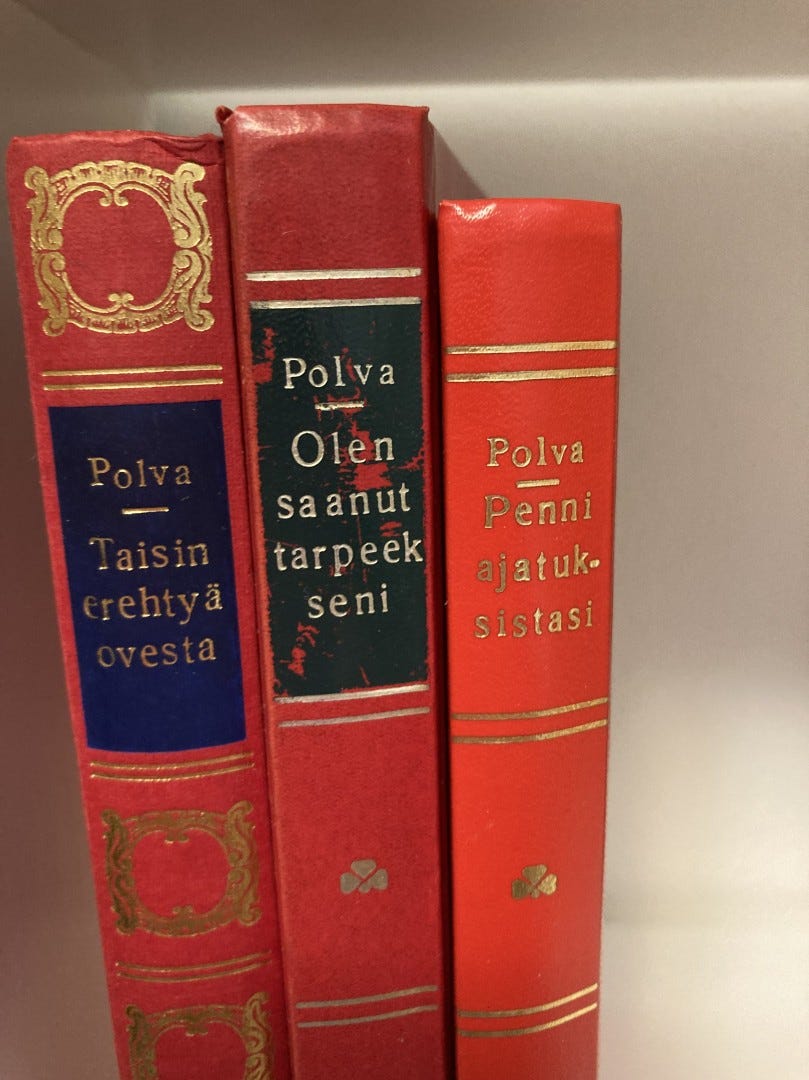 Polva
Taisin
erehtyä
ovesta
Polva
Olen
saanut
tarpeek
seni
Polva
Penni
ajatuk-
sistasi